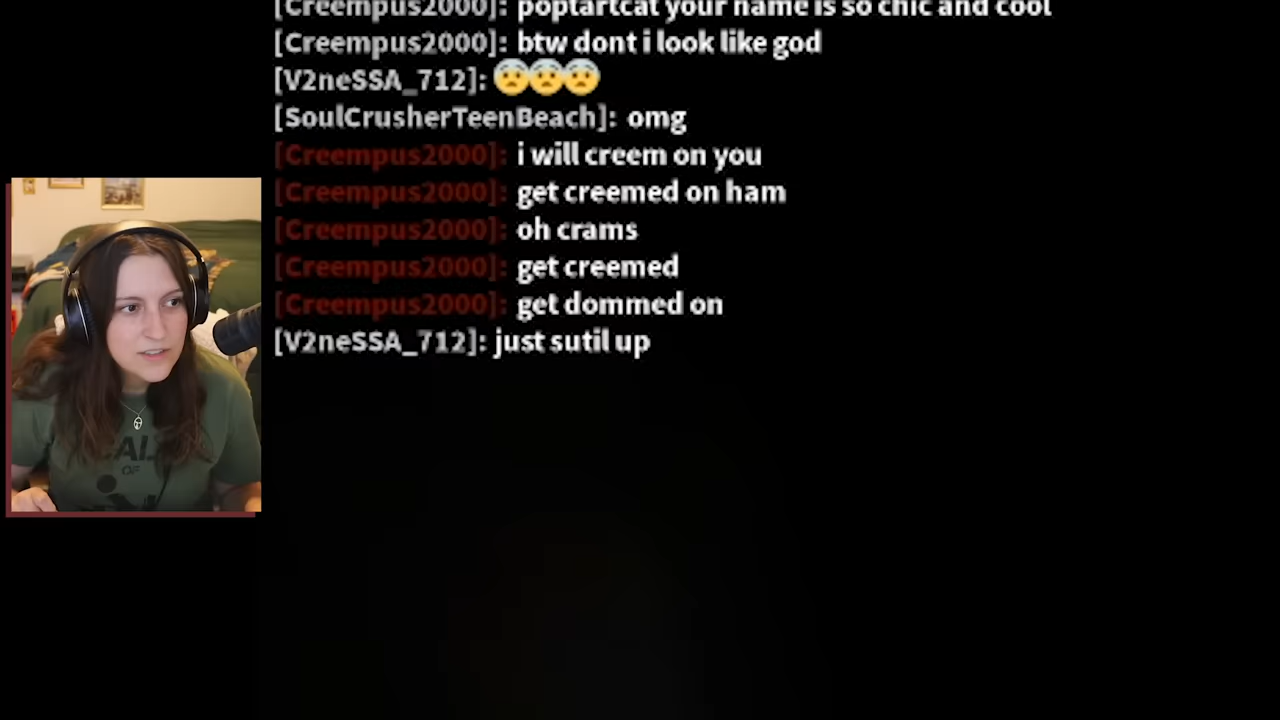 [Creempus2000]: poptartcat your name is so chic and cool
[Creempus2000]: btw dont i look like god
[V2neSSA_712]: 😨😨😨
[SoulCrusherTeenBeach]: omg
[Creempus2000]: i will creem on you
[Creempus2000]: get creemed on ham
[Creempus2000]: oh crams
[Creempus2000]: get creemed
[Creempus2000]: get dommed on
[V2neSSA_712]: just sutil up
OF